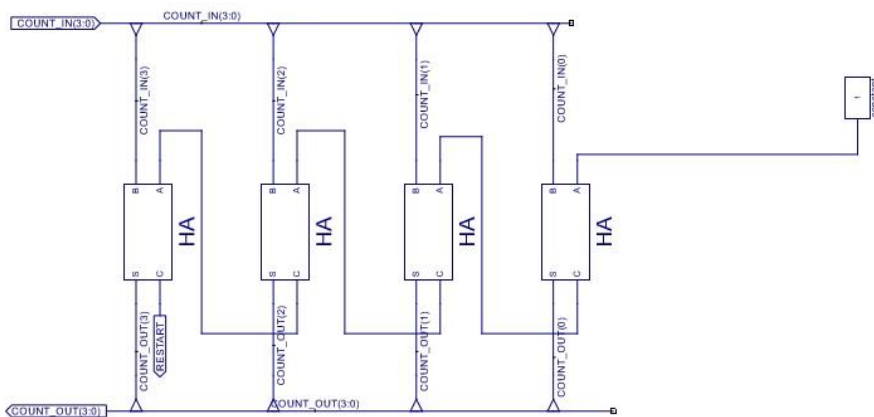 COUNT_IN(3:0)
COUNT_IN(3:0)
COUNT_IN(3)
COUNT_IN(2)
COUNT_IN(1)
COUNT_IN(0)
1
constant
B A
HA
S C
B A
HA
S C
B A
HA
S C
B A
HA
S C
COUNT_OUT(3)
RESTART
COUNT_OUT(2)
COUNT_OUT(1)
COUNT_OUT(0)
COUNT_OUT(3:0)
COUNT_OUT(3:0)